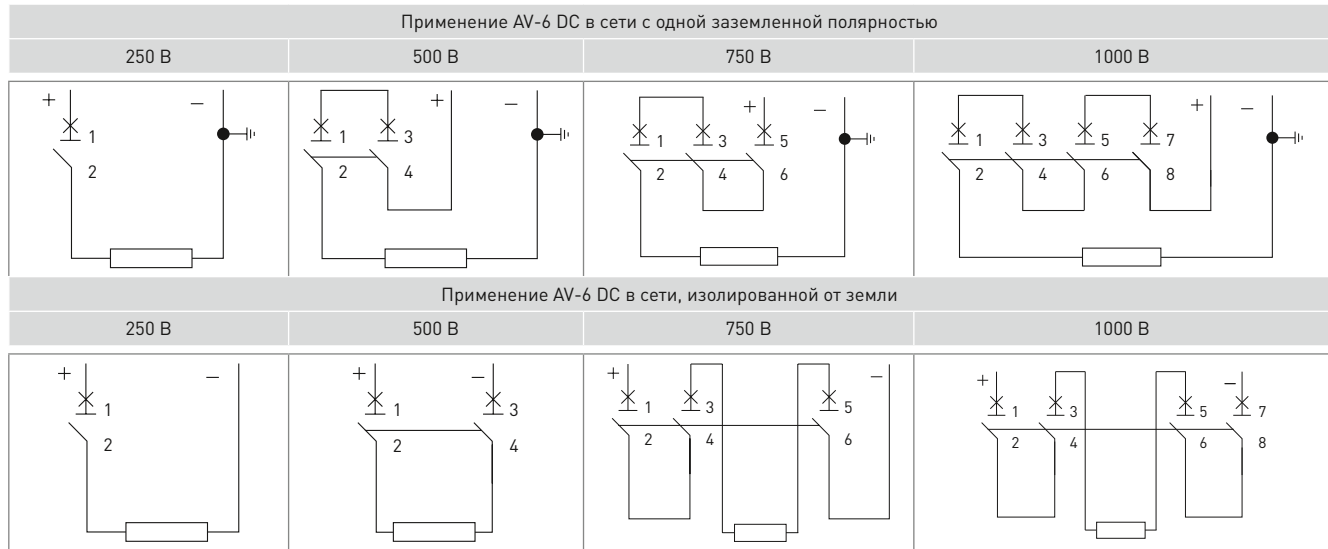 Применение AV-6 DC в сети с одной заземленной полярностью
250 В 500 В 750 В 1000 В
+ − + − + − + −
1 1 3 1 3 5 1 3 5 7
2 2 4 2 4 6 2 4 6 8
Применение AV-6 DC в сети, изолированной от земли
250 В 500 В 750 В 1000 В
+ − + − + − + −
1 1 3 1 3 5 1 3 5 7
2 2 4 2 4 6 2 4 6 8